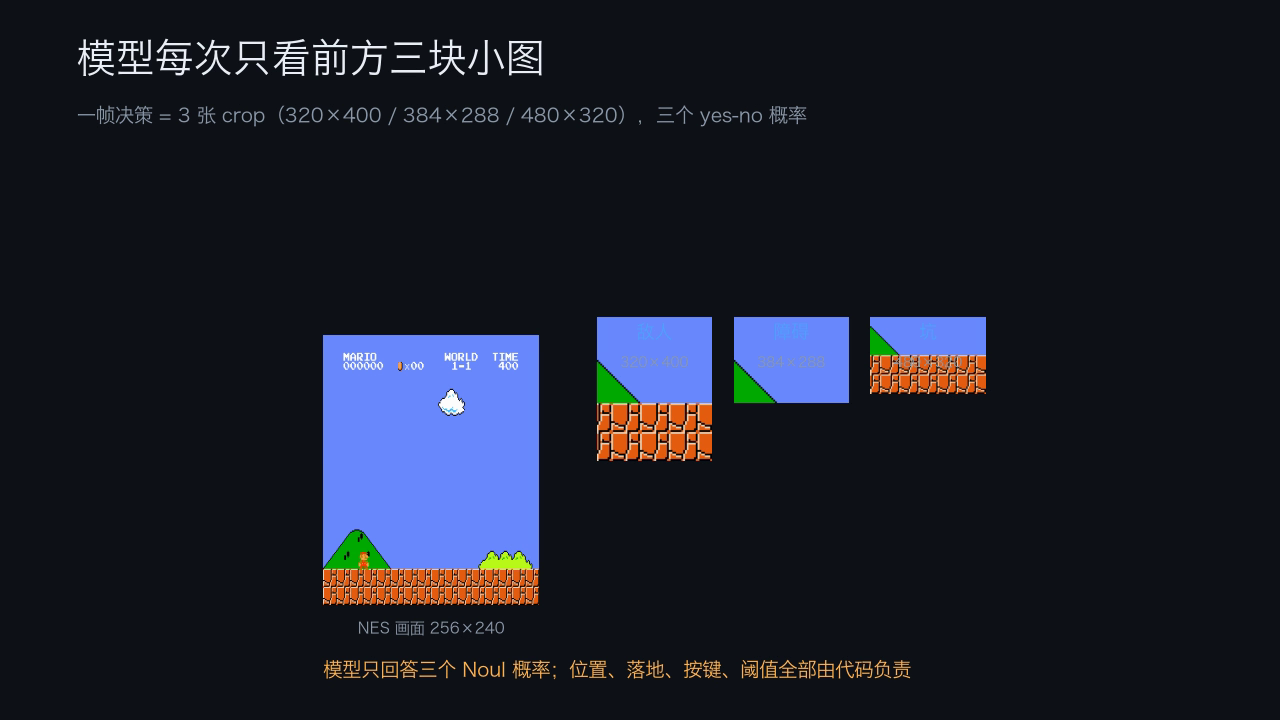 模型每次只看前方三块小图
一帧决策 = 3 张 crop（320×400 / 384×288 / 480×320），三个 yes-no 概率
MARIO WORLD TIME
000000 ×00 1-1 400
敌人 障碍 坑
320×400 384×288
NES 画面 256×240
模型只回答三个 Noul 概率；位置、落地、按键、阈值全部由代码负责